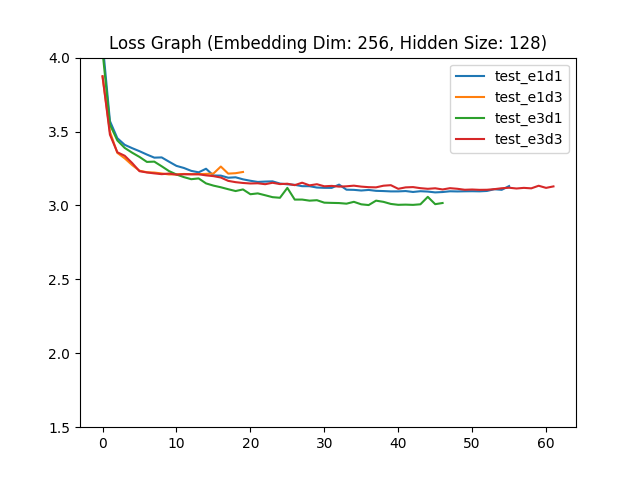 Loss Graph (Embedding Dim: 256, Hidden Size: 128)
4.0
3.5
3.0
2.5
2.0
1.5
0 10 20 30 40 50 60
test_e1d1
test_e1d3
test_e3d1
test_e3d3